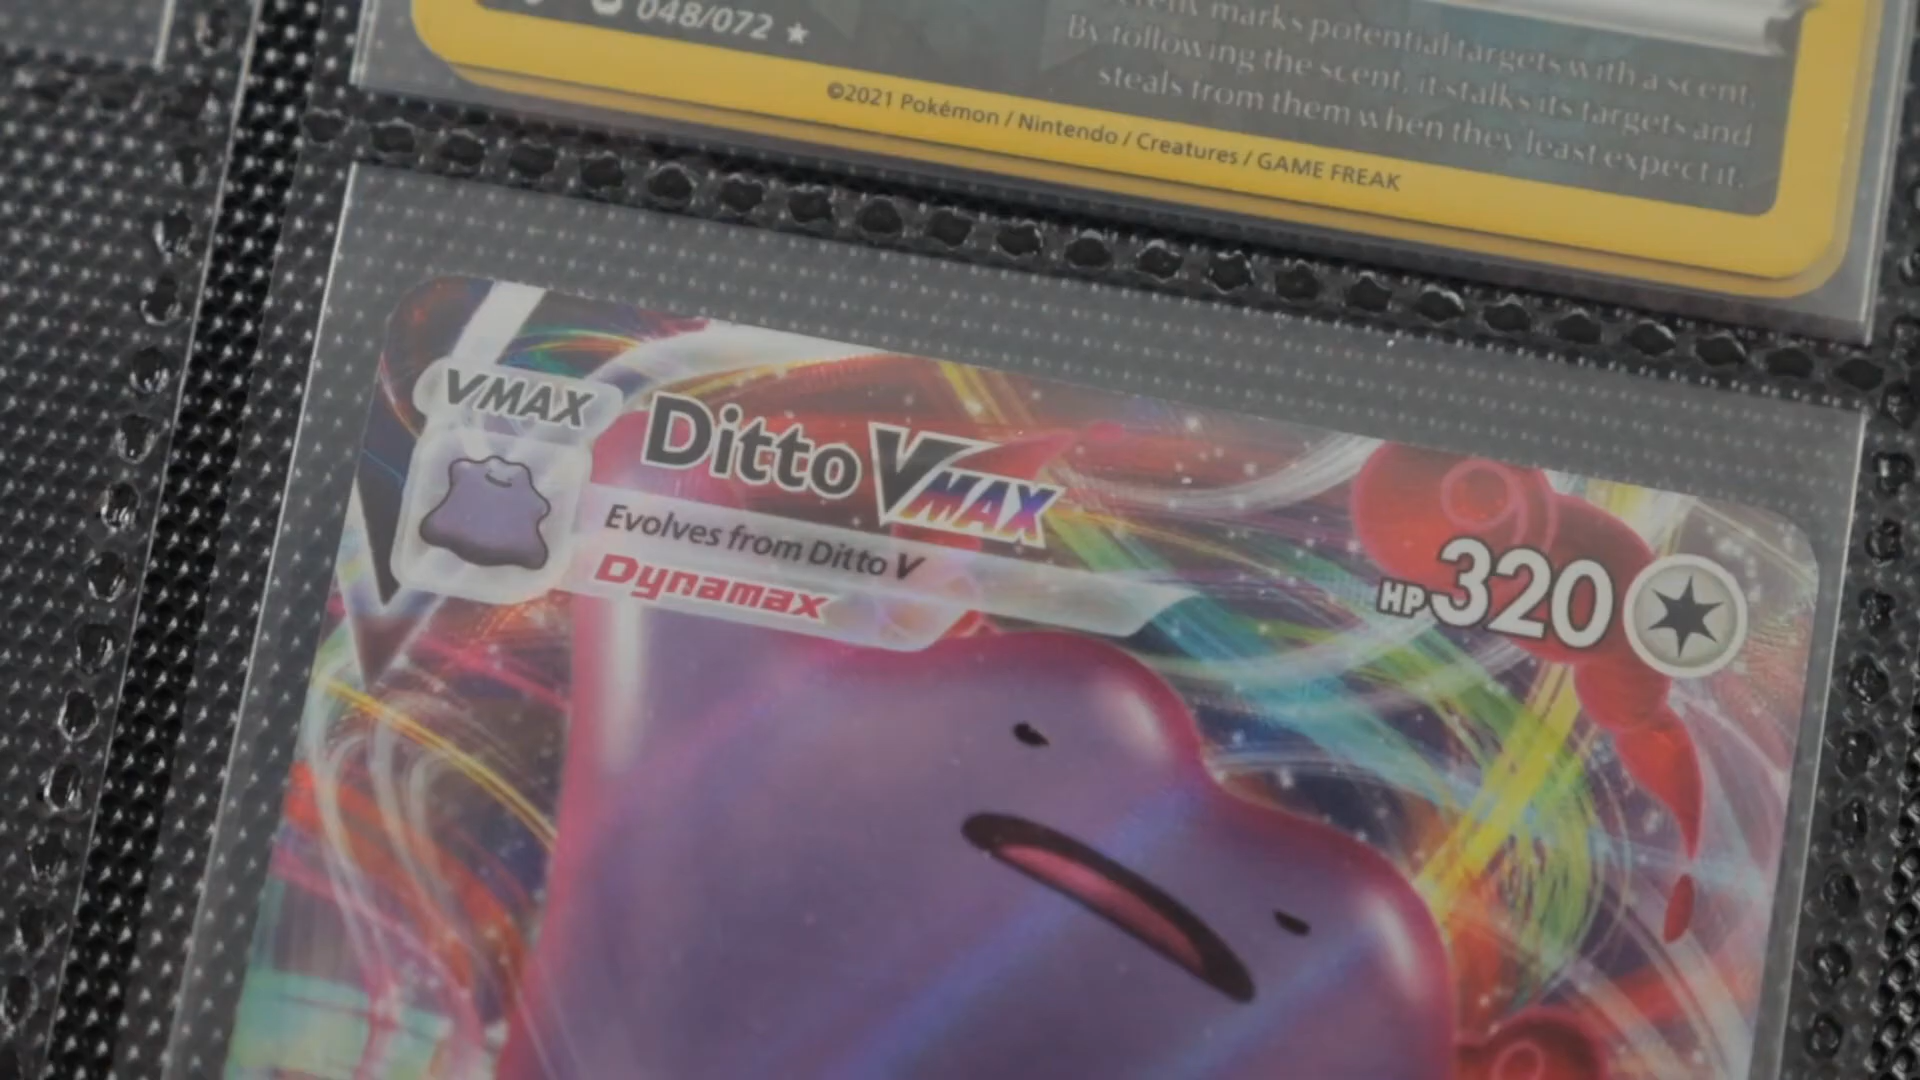 048/072 ★
marks potential targets with a scent.
By following the scent, it stalks its targets and
steals from them when they least expect it.
©2021 Pokémon / Nintendo / Creatures / GAME FREAK
VMAX
Ditto VMAX
Evolves from Ditto V
Dynamax
HP 320